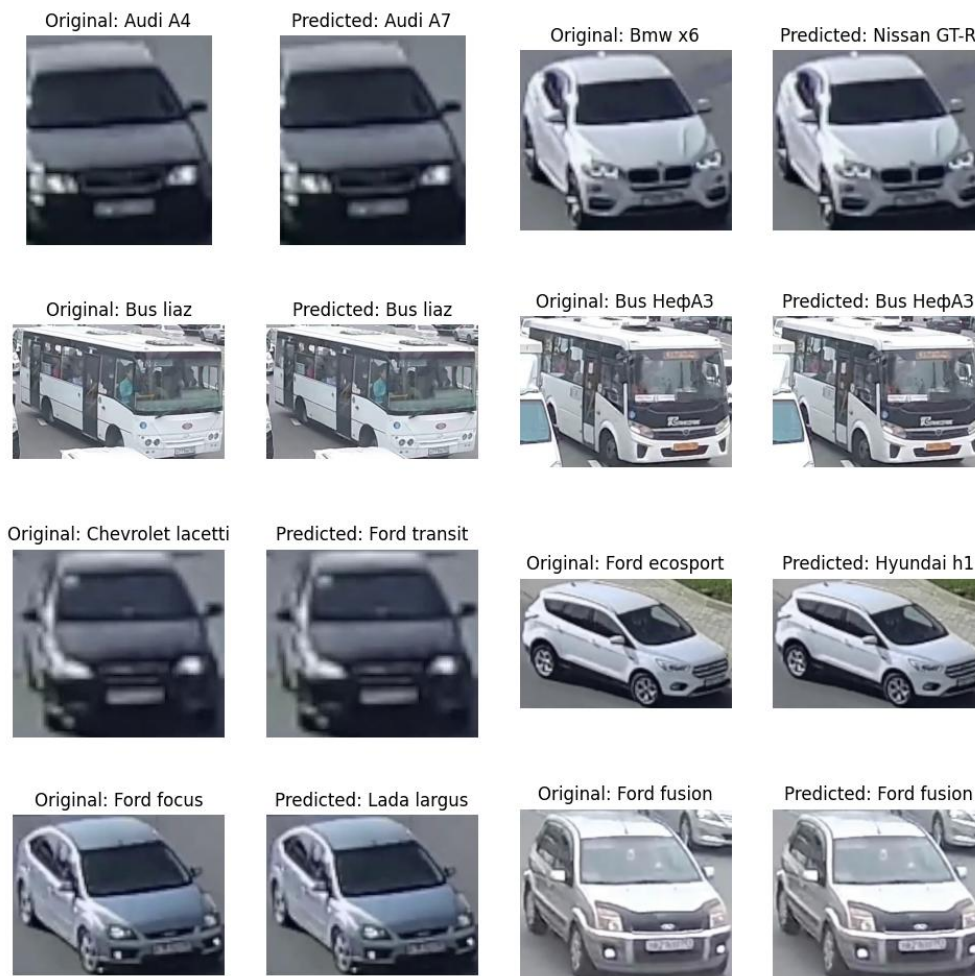 Original: Audi A4
Predicted: Audi A7
Original: Bmw x6
Predicted: Nissan GT-R
Original: Bus liaz
Predicted: Bus liaz
Original: Bus НефАЗ
Predicted: Bus НефАЗ
Original: Chevrolet lacetti
Predicted: Ford transit
Original: Ford ecosport
Predicted: Hyundai h1
Original: Ford focus
Predicted: Lada largus
Original: Ford fusion
Predicted: Ford fusion